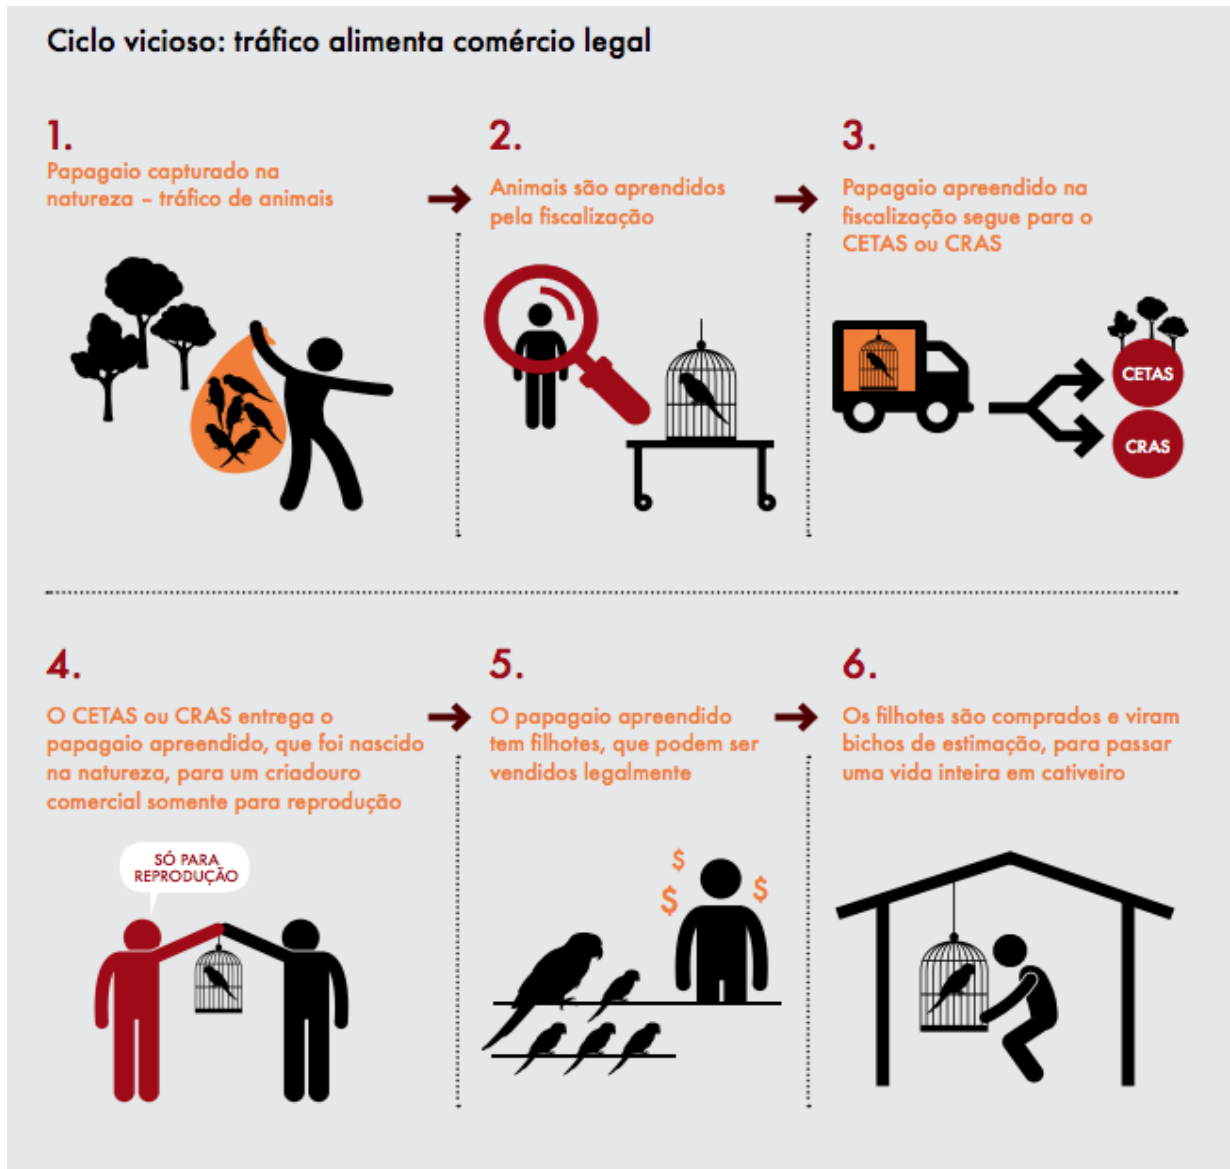 Ciclo vicioso: tráfico alimenta comércio legal
1.
Papagaio capturado na
natureza – tráfico de animais
2.
Animais são aprendidos
pela fiscalização
3.
Papagaio apreendido na
fiscalização segue para o
CETAS ou CRAS
CETAS
CRAS
4.
O CETAS ou CRAS entrega o
papagaio apreendido, que foi nascido
na natureza, para um criadouro
comercial somente para reprodução
SÓ PARA
REPRODUÇÃO
5.
O papagaio apreendido
tem filhotes, que podem ser
vendidos legalmente
$
$
$
6.
Os filhotes são comprados e viram
bichos de estimação, para passar
uma vida inteira em cativeiro